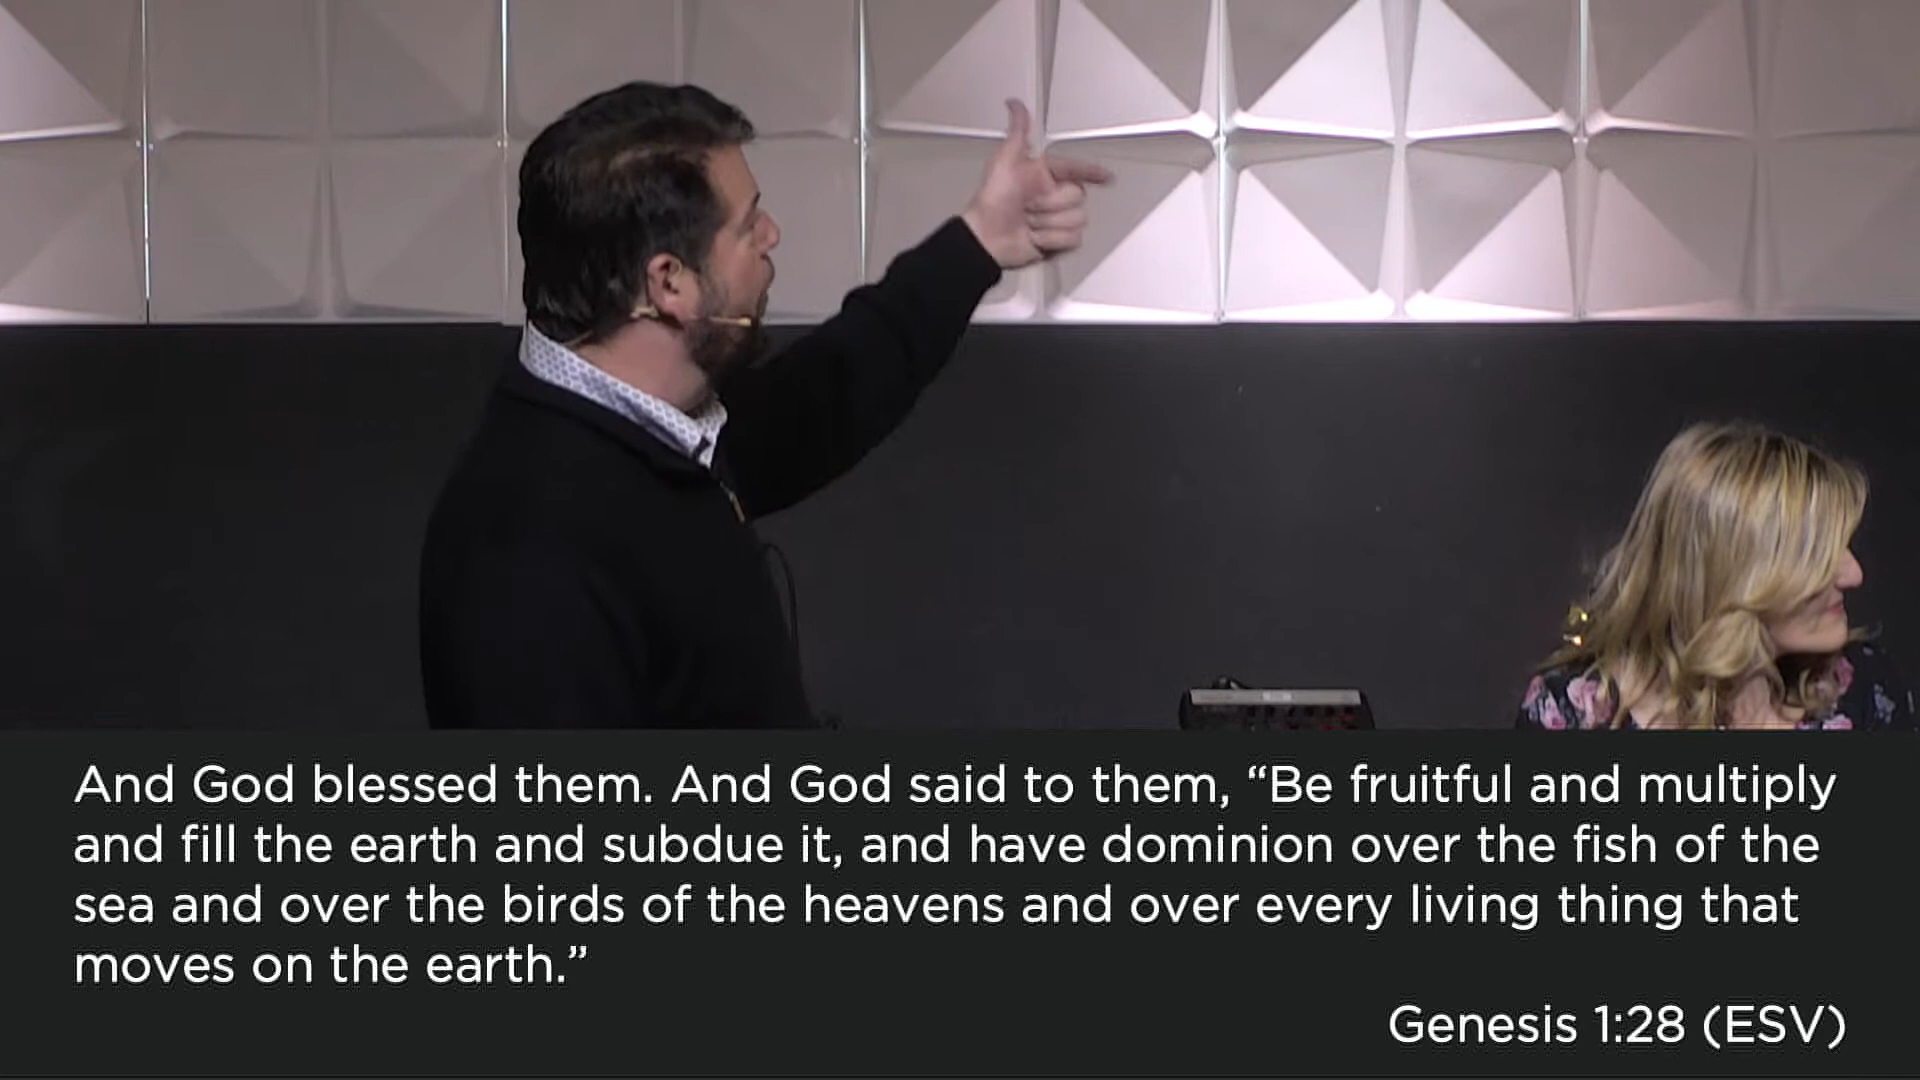 And God blessed them. And God said to them, “Be fruitful and multiply
and fill the earth and subdue it, and have dominion over the fish of the
sea and over the birds of the heavens and over every living thing that
moves on the earth.”
Genesis 1:28 (ESV)